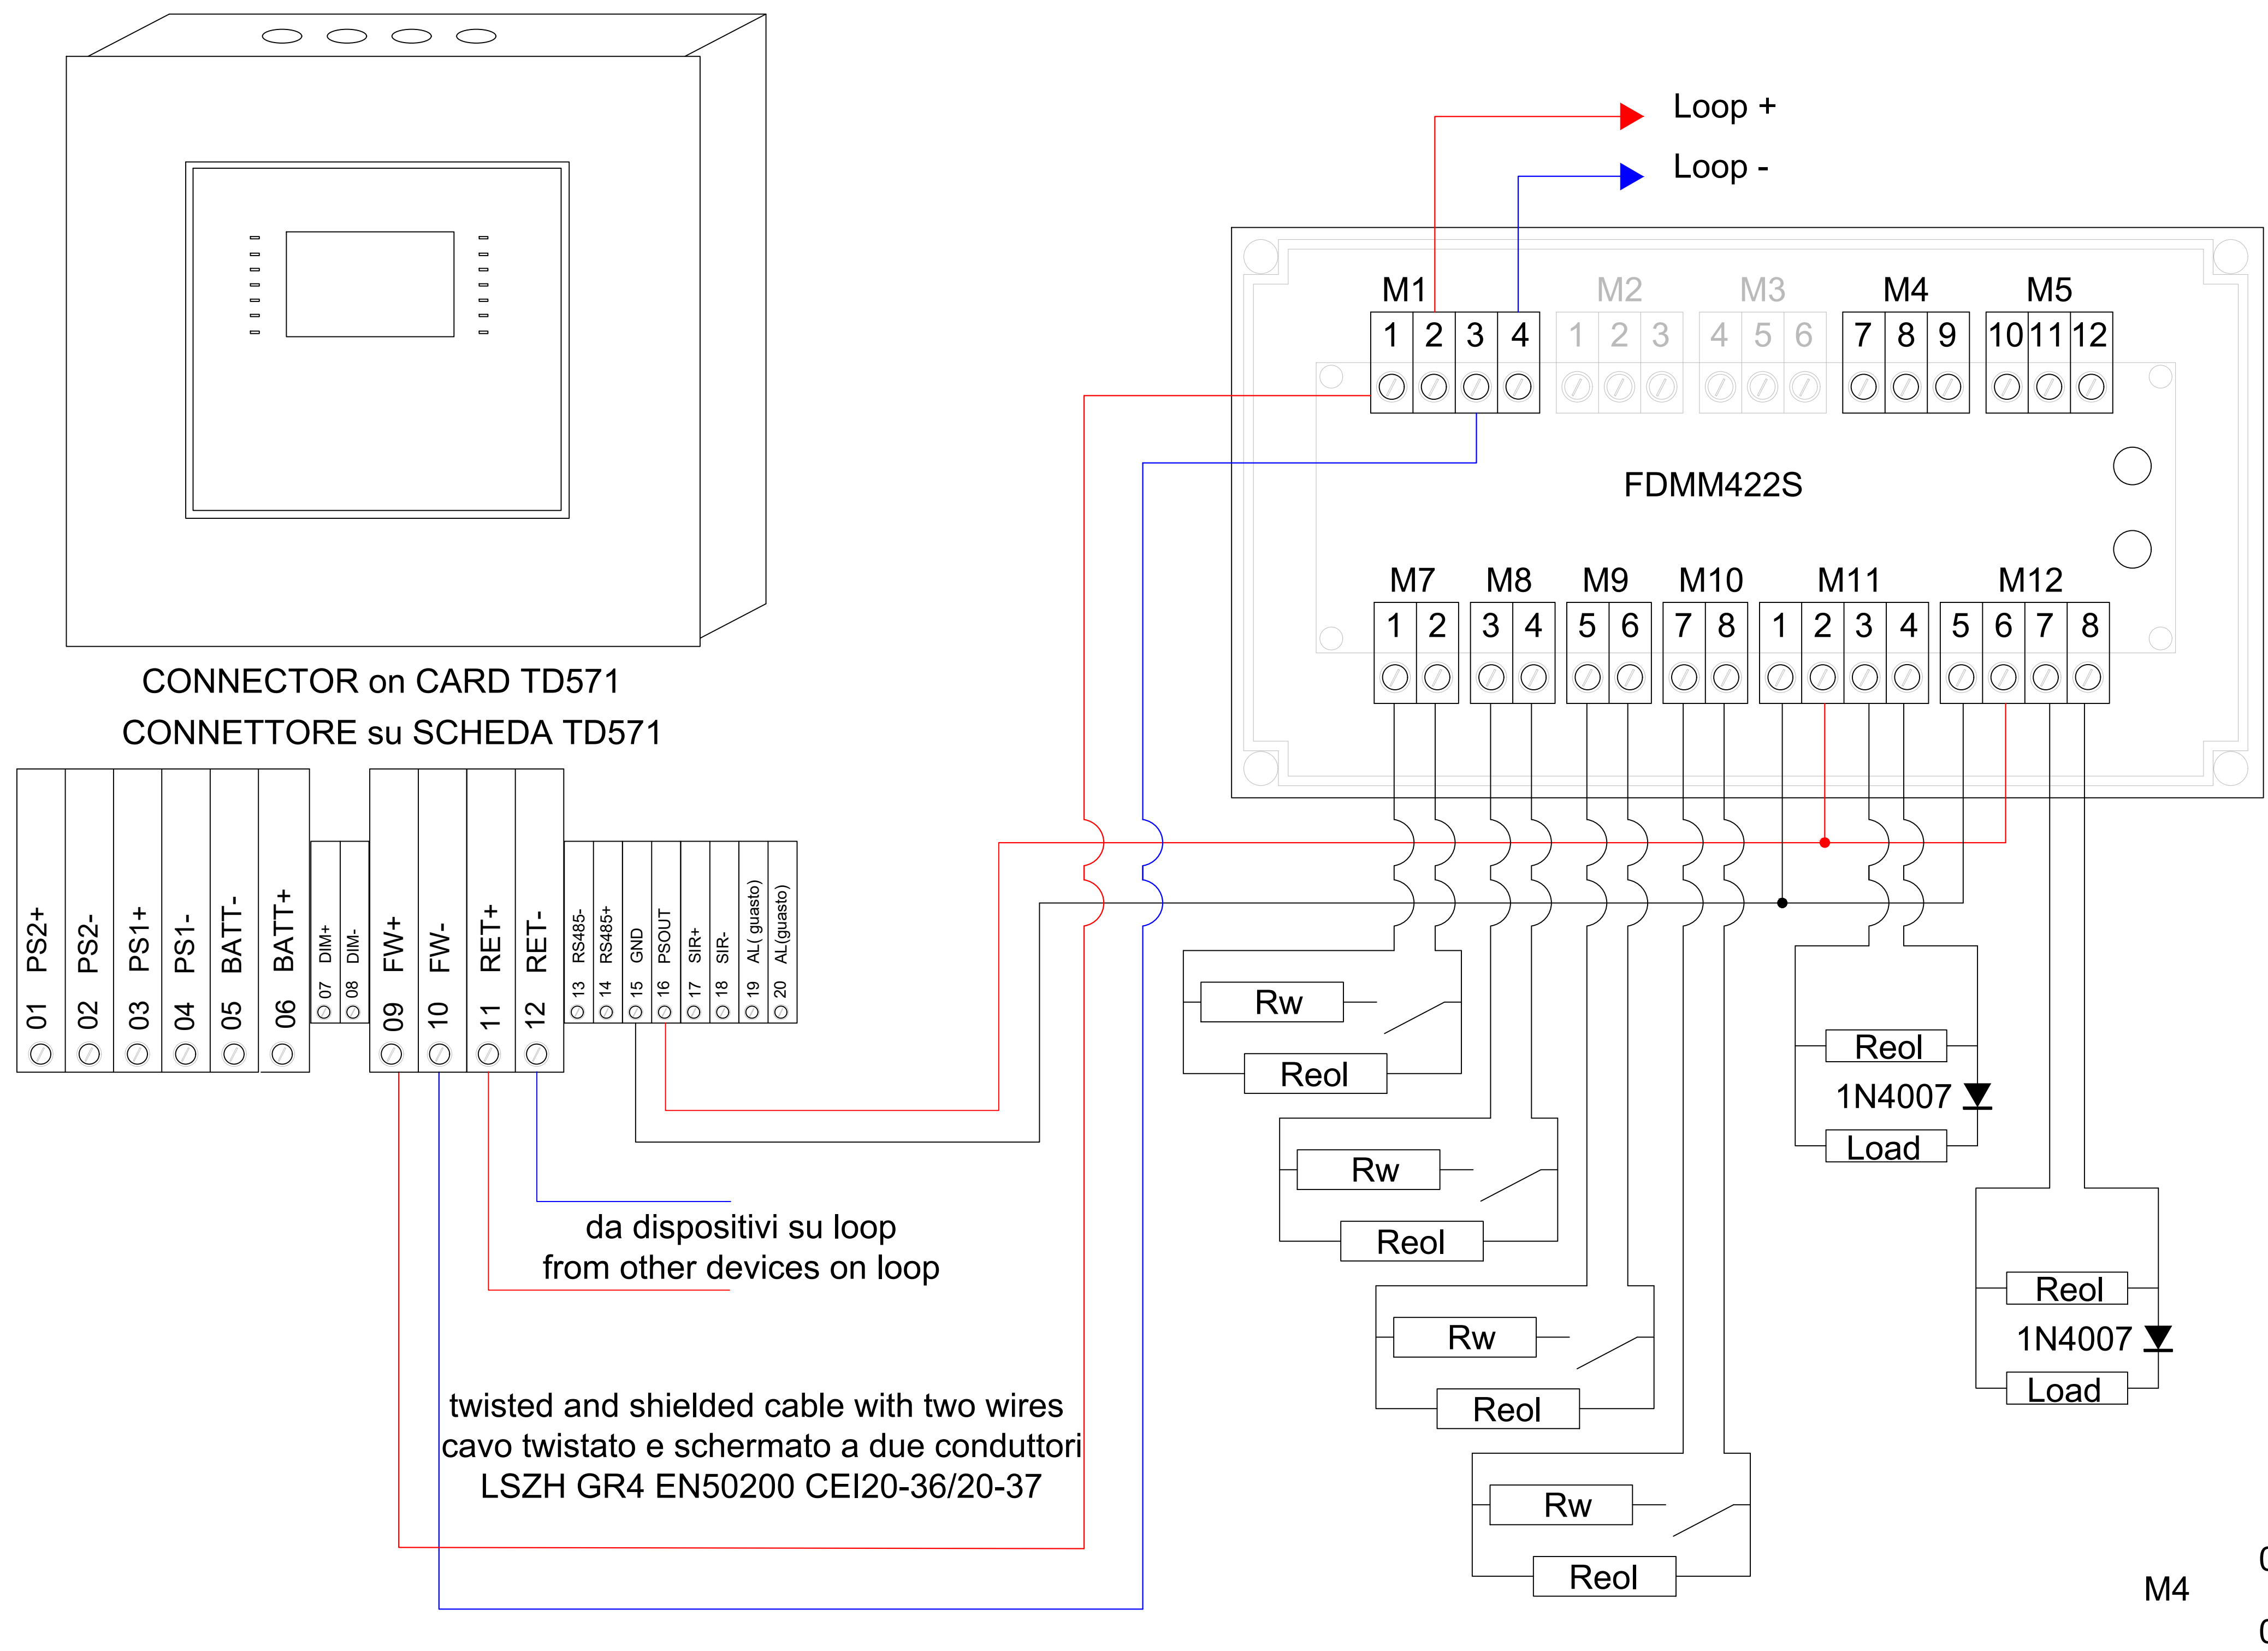 Loop +
Loop -
M1 M2 M3 M4 M5
1 2 3 4 1 2 3 4 5 6 7 8 9 10 11 12
FDMM422S
M7 M8 M9 M10 M11 M12
1 2 3 4 5 6 7 8 1 2 3 4 5 6 7 8
CONNECTOR on CARD TD571
CONNETTORE su SCHEDA TD571
01 PS2+
02 PS2-
03 PS1+
04 PS1-
05 BATT-
06 BATT+
07 DIM+
08 DIM-
09 FW+
10 FW-
11 RET+
12 RET-
13 RS485-
14 RS485+
15 GND
16 PSOUT
17 SIR+
18 SIR-
19 AL( guasto)
20 AL(guasto)
Rw
Reol
Rw
Reol
Rw
Reol
Rw
Reol
Reol
1N4007
Load
Reol
1N4007
Load
da dispositivi su loop
from other devices on loop
twisted and shielded cable with two wires
cavo twistato e schermato a due conduttori
LSZH GR4 EN50200 CEI20-36/20-37
M4